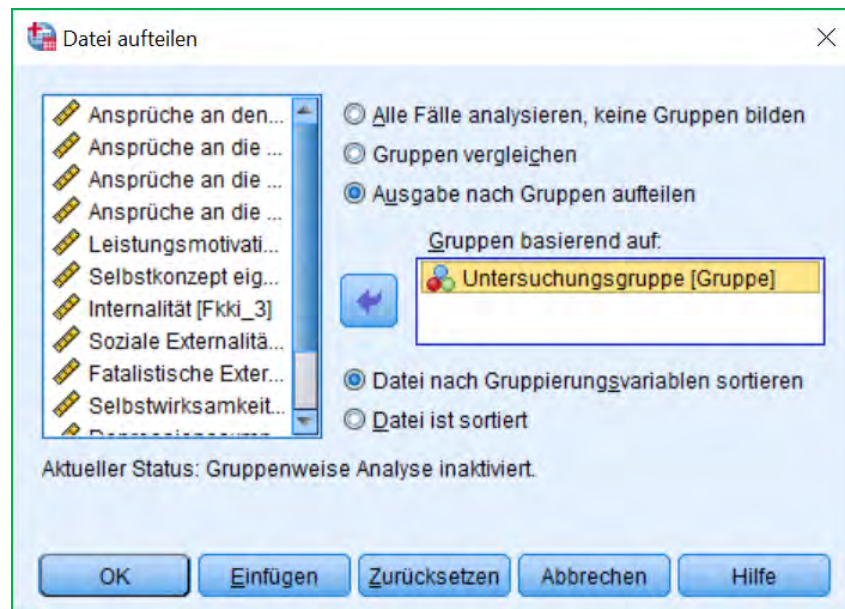 Datei aufteilen
Ansprüche an den...
Ansprüche an die ...
Ansprüche an die ...
Ansprüche an die ...
Leistungsmotivati...
Selbstkonzept eig...
Internalität [Fkki_3]
Soziale Externalitä...
Fatalistische Exter...
Selbstwirksamkeit...
Alle Fälle analysieren, keine Gruppen bilden
Gruppen vergleichen
Ausgabe nach Gruppen aufteilen
Gruppen basierend auf:
Untersuchungsgruppe [Gruppe]
Datei nach Gruppierungsvariablen sortieren
Datei ist sortiert
Aktueller Status: Gruppenweise Analyse inaktiviert.
OK Einfügen Zurücksetzen Abbrechen Hilfe